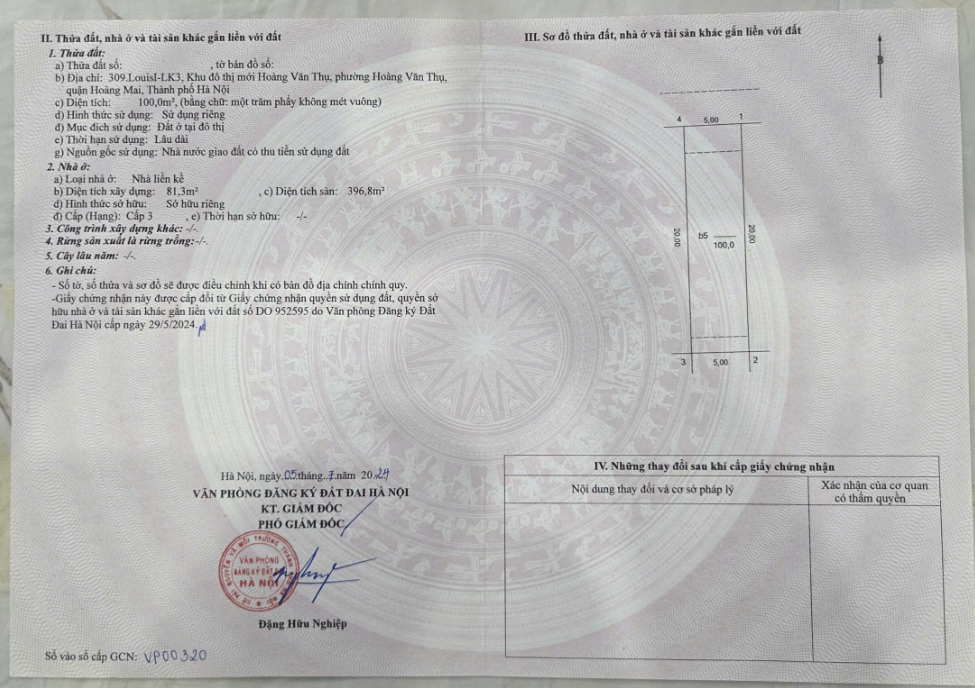 II. Thửa đất, nhà ở và tài sản khác gắn liền với đất
1. Thửa đất:
a) Thửa đất số: , tờ bản đồ số:
b) Địa chỉ: 309.LouisI-LK3, Khu đô thị mới Hoàng Văn Thụ, phường Hoàng Văn Thụ,
quận Hoàng Mai, Thành phố Hà Nội
c) Diện tích: 100,0m², (bằng chữ: một trăm phẩy không mét vuông)
d) Hình thức sử dụng: Sử dụng riêng
đ) Mục đích sử dụng: Đất ở tại đô thị
e) Thời hạn sử dụng: Lâu dài
g) Nguồn gốc sử dụng: Nhà nước giao đất có thu tiền sử dụng đất
2. Nhà ở:
a) Loại nhà ở: Nhà liền kề
b) Diện tích xây dựng: 81,3m² , c) Diện tích sàn: 396,8m²
d) Hình thức sở hữu: Sở hữu riêng
đ) Cấp (Hạng): Cấp 3 , e) Thời hạn sở hữu: -/-
3. Công trình xây dựng khác: -/-.
4. Rừng sản xuất là rừng trồng:-/-.
5. Cây lâu năm: -/-.
6. Ghi chú:
- Số tờ, số thửa và sơ đồ sẽ được điều chỉnh khi có bản đồ địa chính chính quy.
-Giấy chứng nhận này được cấp đổi từ Giấy chứng nhận quyền sử dụng đất, quyền sở
hữu nhà ở và tài sản khác gắn liền với đất số DO 952595 do Văn phòng Đăng ký Đất
Đai Hà Nội cấp ngày 29/5/2024.
Hà Nội, ngày 05 tháng 7 năm 2024
VĂN PHÒNG ĐĂNG KÝ ĐẤT ĐAI HÀ NỘI
KT. GIÁM ĐỐC
PHÓ GIÁM ĐỐC
VĂN PHÒNG
ĐĂNG KÝ ĐẤT
HÀ NỘI
Đặng Hữu Nghiệp
Số vào sổ cấp GCN: VP00320
III. Sơ đồ thửa đất, nhà ở và tài sản khác gắn liền với đất
B
4 5,00 1
20,00
b5
100,0
20,00
3 5,00 2
IV. Những thay đổi sau khi cấp giấy chứng nhận
Nội dung thay đổi và cơ sở pháp lý
Xác nhận của cơ quan
có thẩm quyền